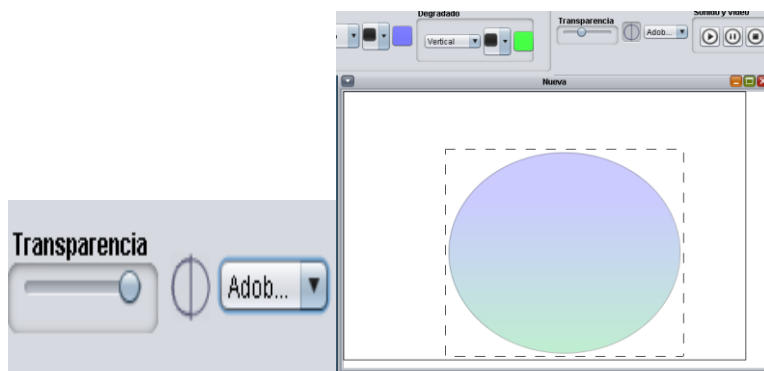 Transparencia
Adob...
Degradado
Vertical
Transparencia
Adob...
Sonido y video
Nueva